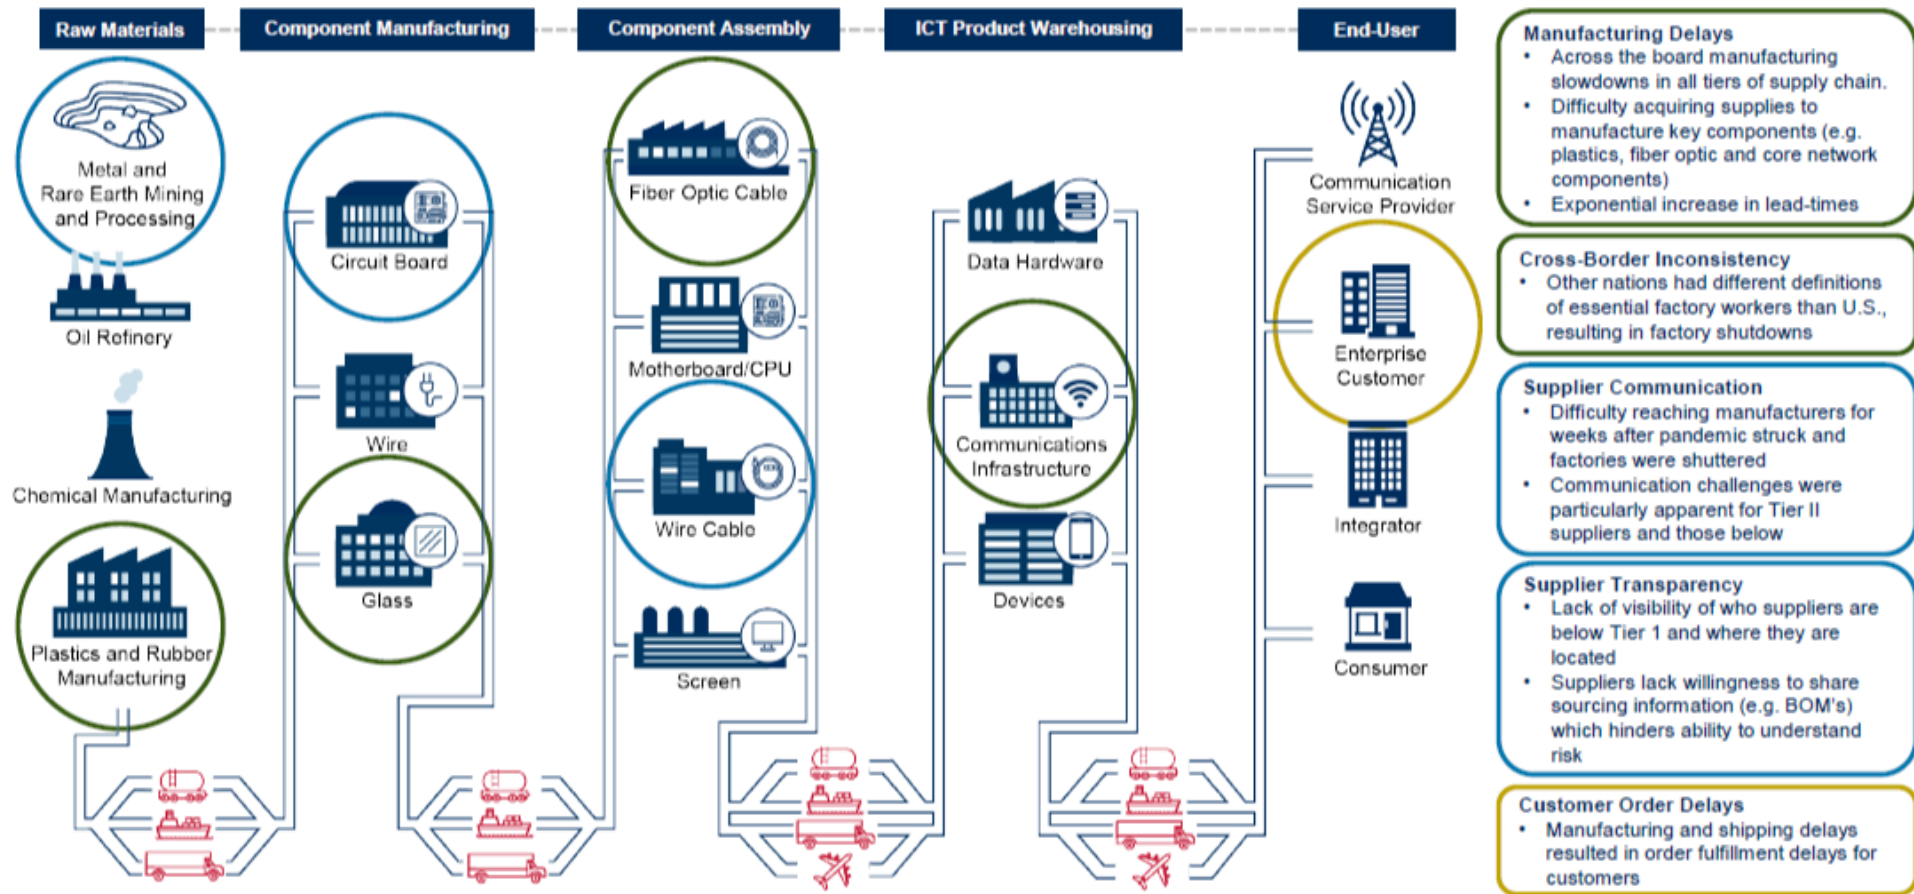 Raw Materials
Component Manufacturing
Component Assembly
ICT Product Warehousing
End-User
Metal and
Rare Earth Mining
and Processing
Oil Refinery
Chemical Manufacturing
Plastics and Rubber
Manufacturing
Circuit Board
Wire
Glass
Fiber Optic Cable
Motherboard/CPU
Wire Cable
Screen
Data Hardware
Communications
Infrastructure
Devices
Communication
Service Provider
Enterprise
Customer
Integrator
Consumer
Manufacturing Delays
• Across the board manufacturing
slowdowns in all tiers of supply chain.
• Difficulty acquiring supplies to
manufacture key components (e.g.
plastics, fiber optic and core network
components)
• Exponential increase in lead-times
Cross-Border Inconsistency
• Other nations had different definitions
of essential factory workers than U.S.,
resulting in factory shutdowns
Supplier Communication
• Difficulty reaching manufacturers for
weeks after pandemic struck and
factories were shuttered
• Communication challenges were
particularly apparent for Tier II
suppliers and those below
Supplier Transparency
• Lack of visibility of who suppliers are
below Tier 1 and where they are
located
• Suppliers lack willingness to share
sourcing information (e.g. BOM's)
which hinders ability to understand
risk
Customer Order Delays
• Manufacturing and shipping delays
resulted in order fulfillment delays for
customers